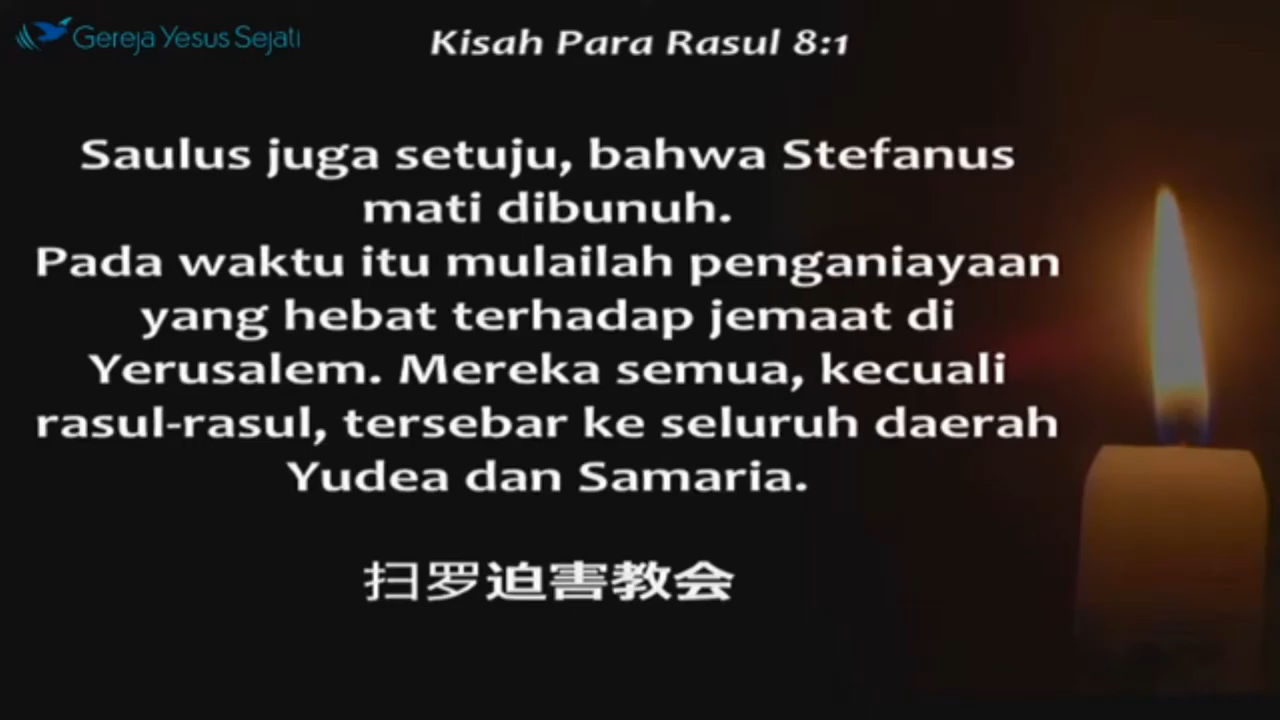 Gereja Yesus Sejati
Kisah Para Rasul 8:1
Saulus juga setuju, bahwa Stefanus
mati dibunuh.
Pada waktu itu mulailah penganiayaan
yang hebat terhadap jemaat di
Yerusalem. Mereka semua, kecuali
rasul-rasul, tersebar ke seluruh daerah
Yudea dan Samaria.
扫罗迫害教会